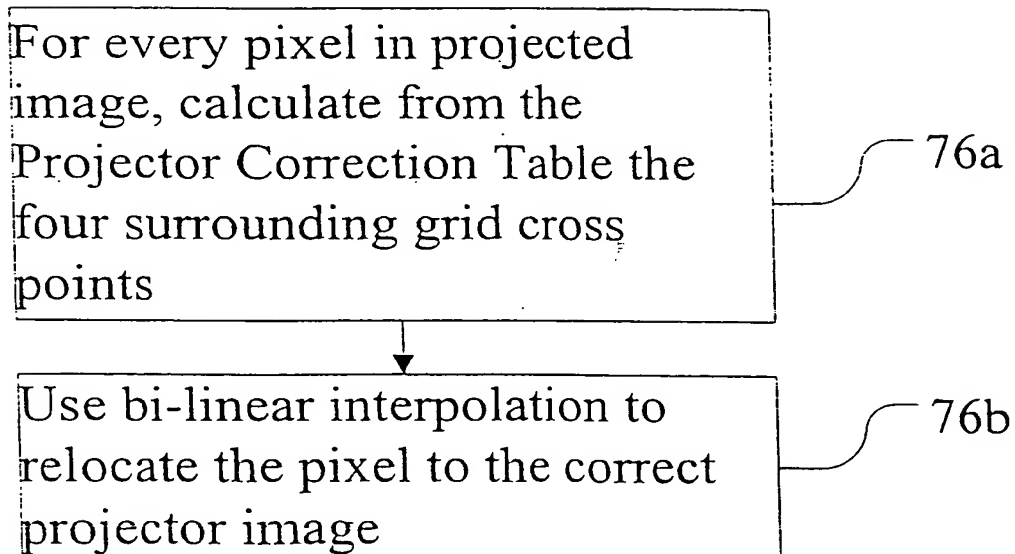 For every pixel in projected
image, calculate from the
Projector Correction Table the
four surrounding grid cross
points
76a
Use bi-linear interpolation to
relocate the pixel to the correct
projector image
76b